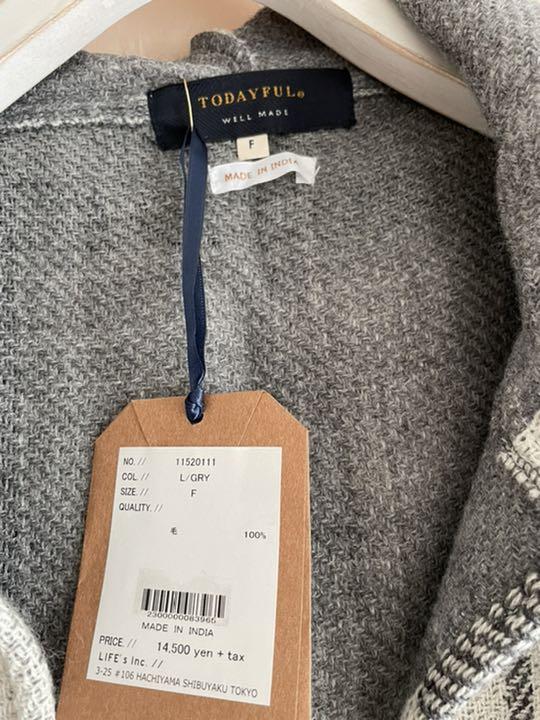 TODAYFUL®
WELL MADE
F
MADE IN INDIA
NO. // 11520111
COL. // L/GRY
SIZE. // F
QUALITY. //
毛 100%
2300000083965
MADE IN INDIA
PRICE. // 14,500 yen + tax
LIFE's Inc. //
3-25 #106 HACHIYAMA SHIBUYAKU TOKYO